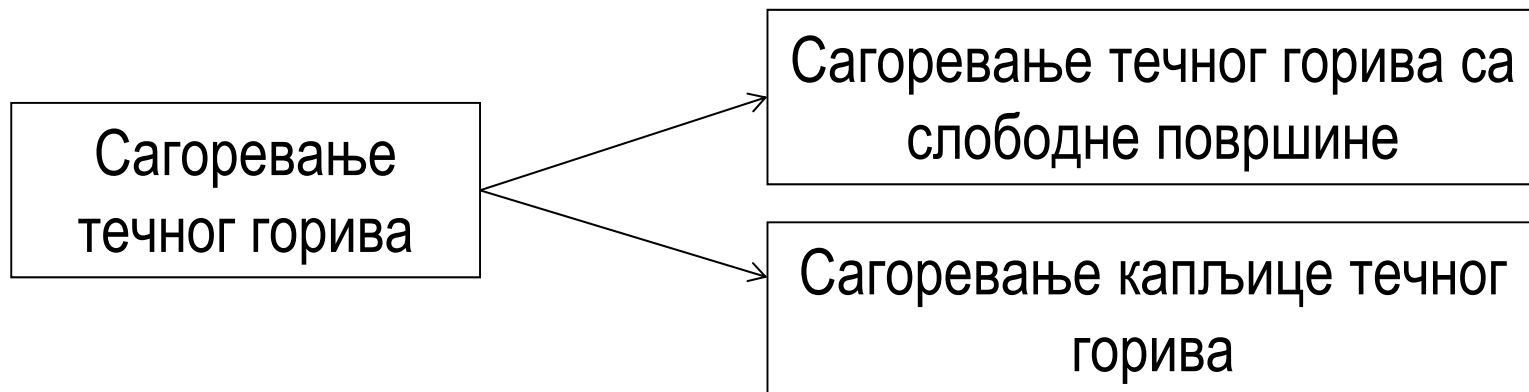 Сагоревање
течног горива
Сагоревање течног горива са
слободне површине
Сагоревање капљице течног
горива